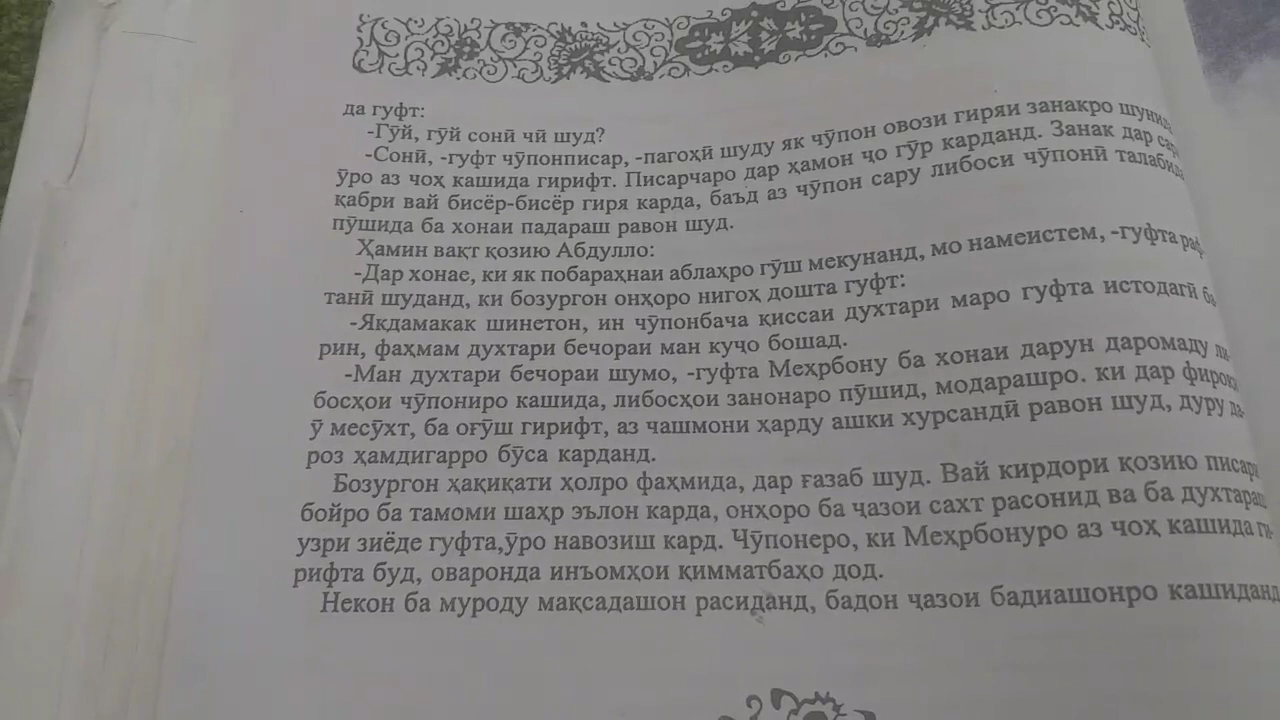 да гуфт:
-Гӯй, гӯй сонӣ чӣ шуд?
-Сонӣ, -гуфт чӯпонписар, -пагоҳӣ шуду як чӯпон овози гиряи занакро
ӯро аз чоҳ кашида гирифт. Писарчаро дар ҳамон ҷо гӯр карданд. Занак дар
қабри вай бисёр-бисёр гиря карда, баъд аз чӯпон сару либоси чӯпонӣ талабида
пӯшида ба хонаи падараш равон шуд.
Ҳамин вақт қозию Абдулло:
-Дар хонае, ки як побараҳнаи аблаҳро гӯш мекунанд, мо намеистем, -гуфта раф-
танӣ шуданд, ки бозургон онҳоро нигоҳ дошта гуфт:
-Якдамакак шинетон, ин чӯпонбача қиссаи духтари маро гуфта истодагӣ ба-
рин, фаҳмам духтари бечораи ман куҷо бошад.
-Ман духтари бечораи шумо, -гуфта Меҳрбону ба хонаи дарун даромаду ли-
босҳои чӯпониро кашида, либосҳои занонаро пӯшид, модарашро. ки дар фироқи
ӯ месӯхт, ба оғӯш гирифт, аз чашмони ҳарду ашки хурсандӣ равон шуд, дуру да-
роз ҳамдигарро бӯса карданд.
Бозургон ҳақиқати ҳолро фаҳмида, дар ғазаб шуд. Вай кирдори қозию писари
бойро ба тамоми шаҳр эълон карда, онҳоро ба ҷазои сахт расонид ва ба духтараш
узри зиёде гуфта,ӯро навозиш кард. Чӯпонеро, ки Меҳрбонуро аз чоҳ кашида ги-
рифта буд, оваронда инъомҳои қимматбаҳо дод.
Некон ба муроду мақсадашон расиданд, бадон ҷазои бадиашонро кашиданд